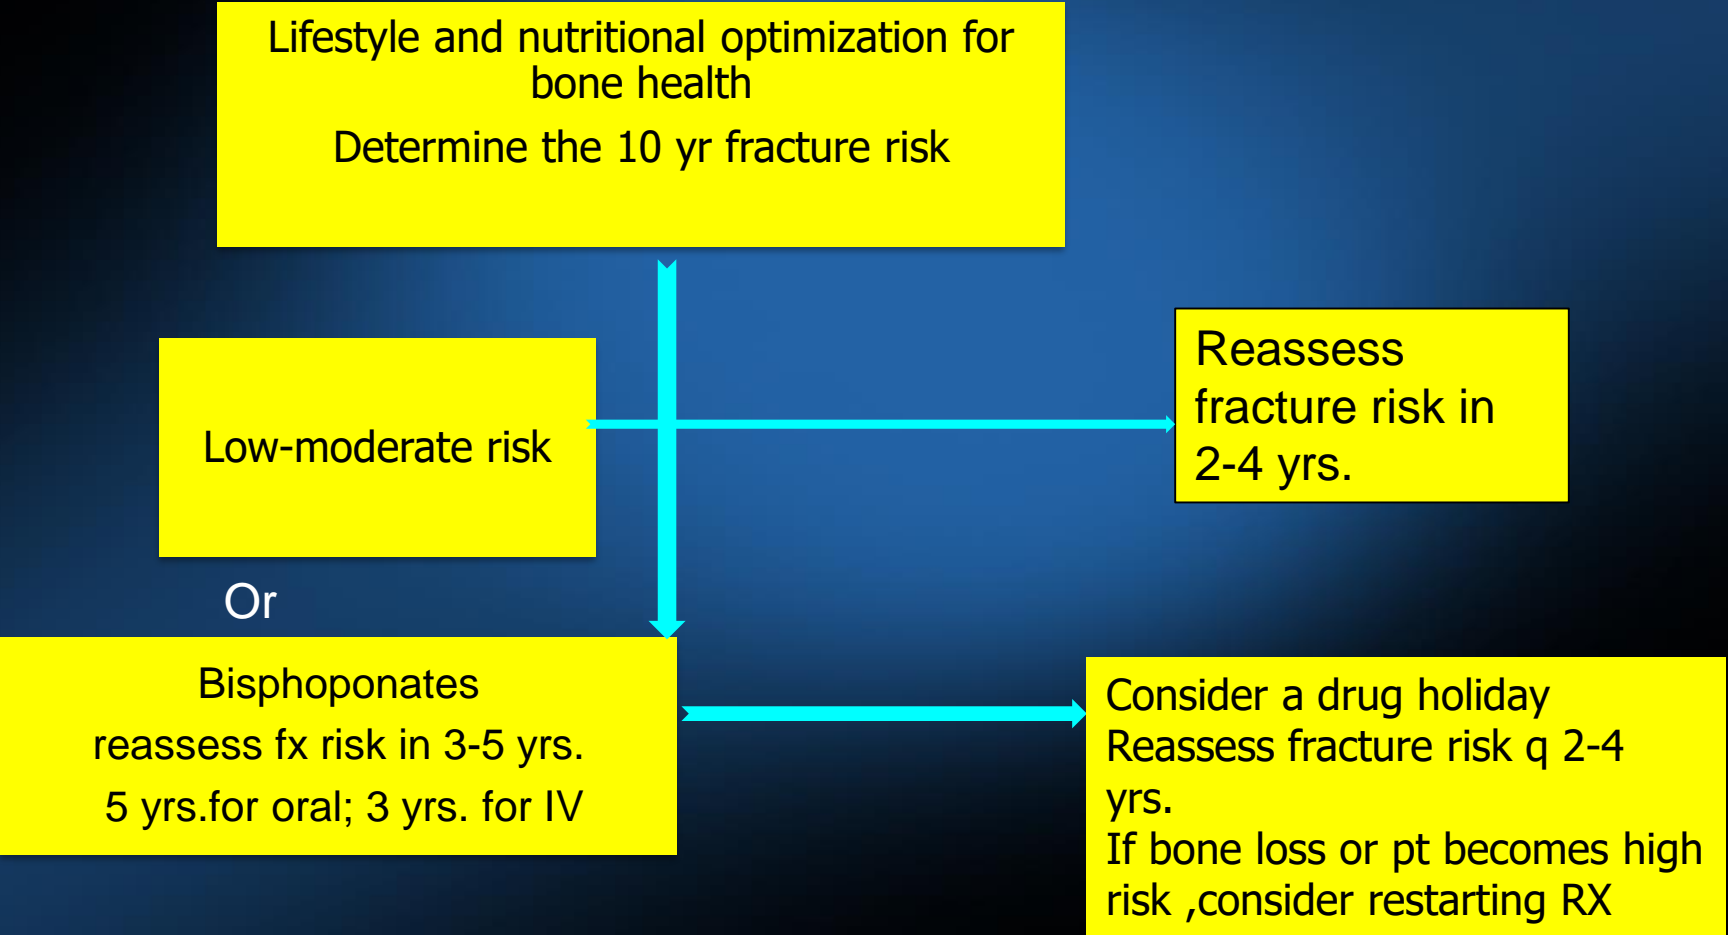 Lifestyle and nutritional optimization for
bone health
Determine the 10 yr fracture risk
Low-moderate risk
Reassess
fracture risk in
2-4 yrs.
Or
Bisphoponates
reassess fx risk in 3-5 yrs.
5 yrs.for oral; 3 yrs. for IV
Consider a drug holiday
Reassess fracture risk q 2-4
yrs.
If bone loss or pt becomes high
risk ,consider restarting RX